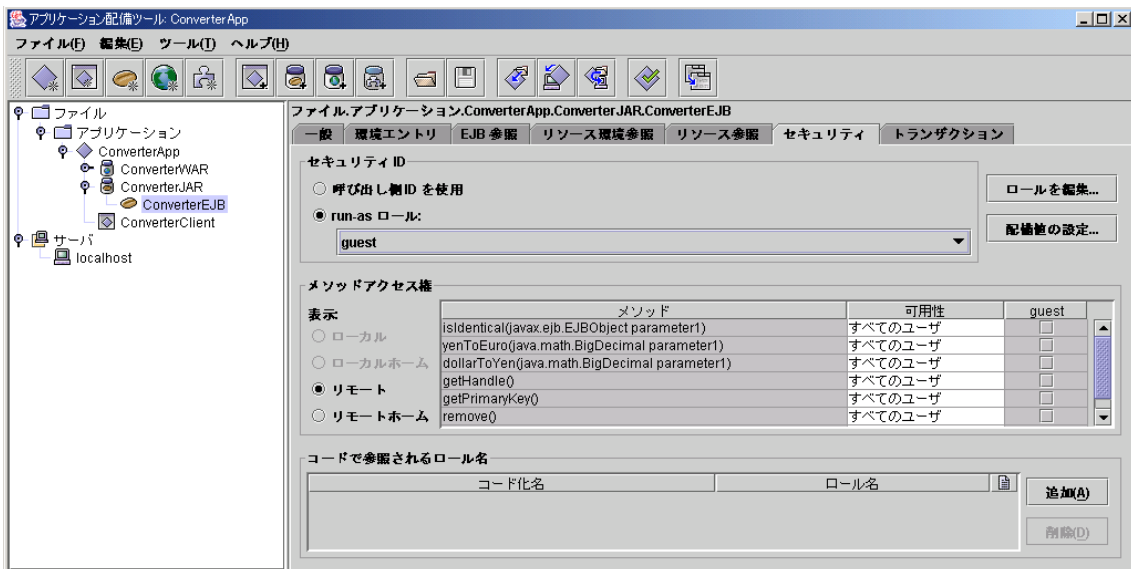 アプリケーション配備ツール: ConverterApp
ファイル(F) 編集(E) ツール(T) ヘルプ(H)
ファイル
アプリケーション
ConverterApp
ConverterWAR
ConverterJAR
ConverterEJB
ConverterClient
サーバ
localhost
ファイル.アプリケーション.ConverterApp.ConverterJAR.ConverterEJB
一般 環境エントリ EJB 参照 リソース環境参照 リソース参照 セキュリティ トランザクション
セキュリティ ID
呼び出し側ID を使用
run-as ロール:
guest
ロールを編集...
配備値の設定...
メソッドアクセス権
表示:
ローカル
ローカルホーム
リモート
リモートホーム
メソッド 可用性 guest
isIdentical(javax.ejb.EJBObject parameter1) すべてのユーザ
yenToEuro(java.math.BigDecimal parameter1) すべてのユーザ
dollarToYen(java.math.BigDecimal parameter1) すべてのユーザ
getHandle() すべてのユーザ
getPrimaryKey() すべてのユーザ
remove() すべてのユーザ
コードで参照されるロール名
コード化名 ロール名
追加(A)
削除(D)